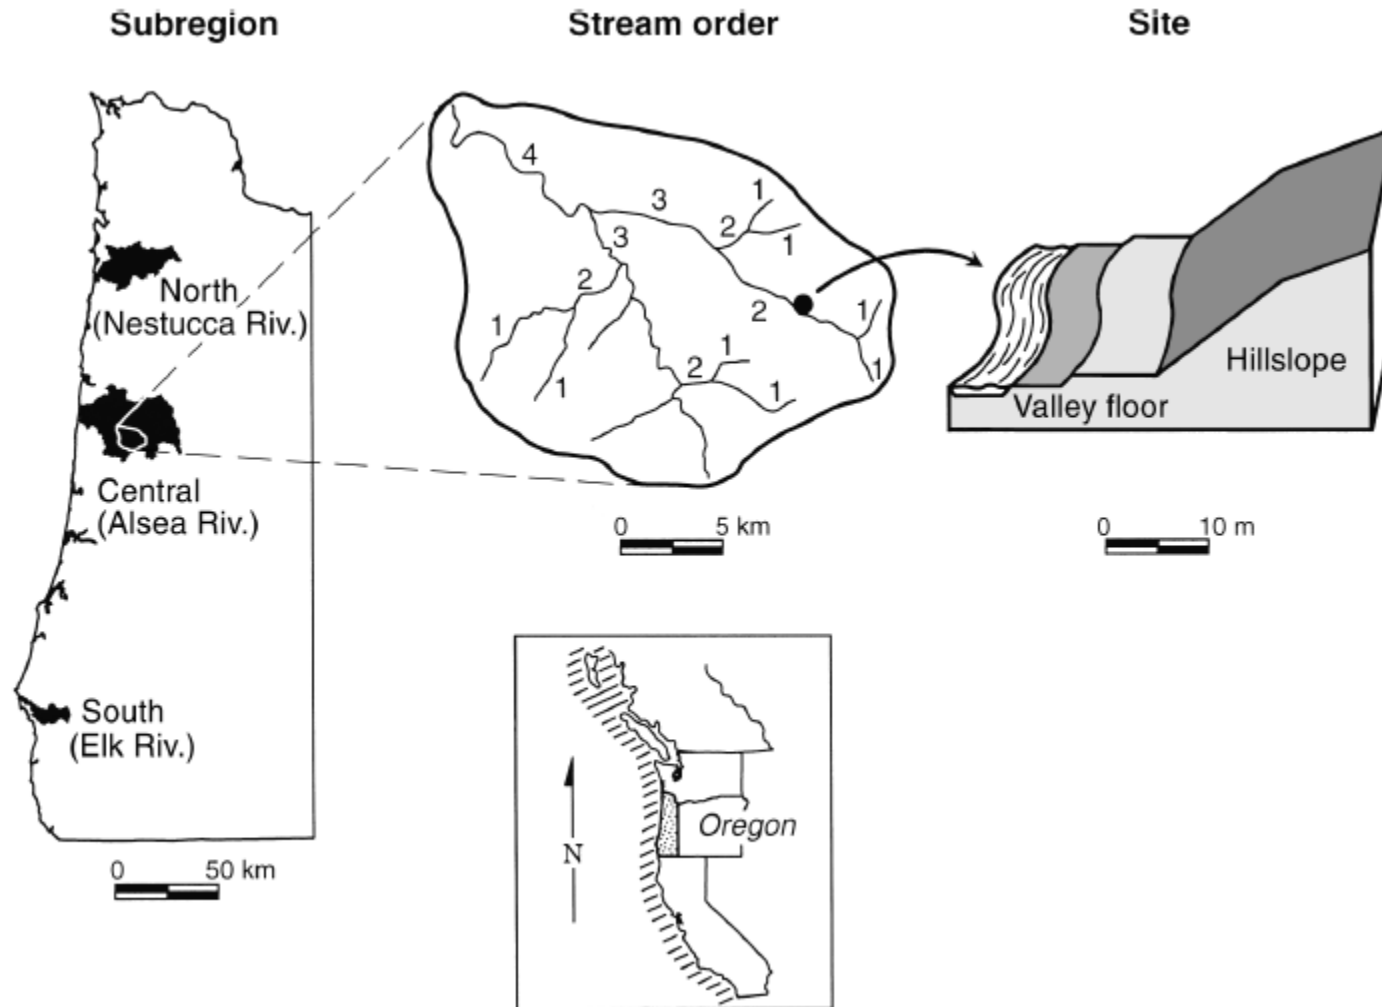 Subregion
Stream order
Site
North
(Nestucca Riv.)
Central
(Alsea Riv.)
South
(Elk Riv.)
0 50 km
4
3
1
2
1
3
2
1
1
2
1
1
2
1
1
0 5 km
Hillslope
Valley floor
0 10 m
N
Oregon